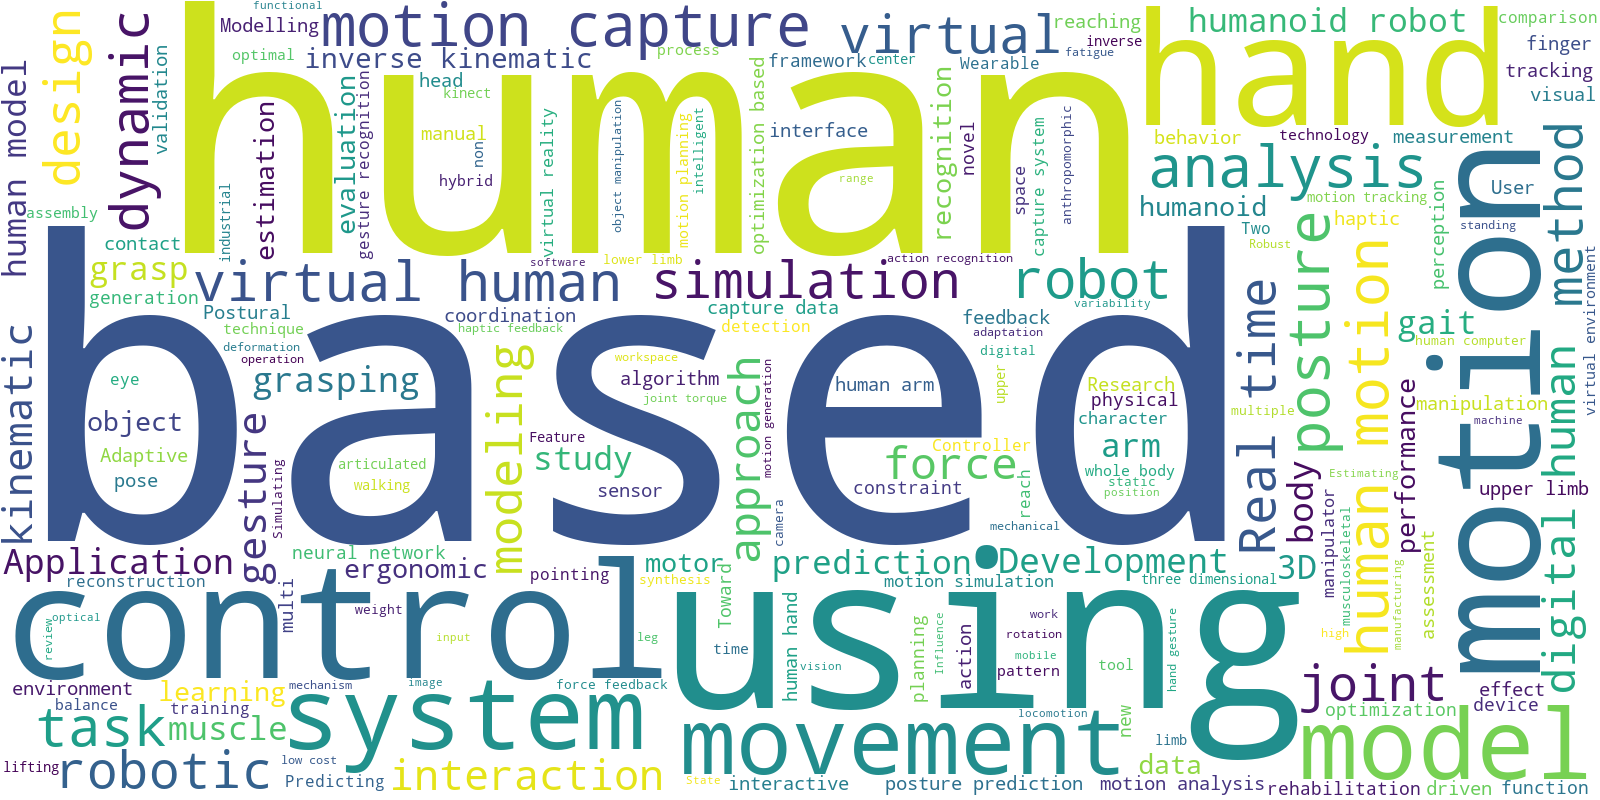 functional
Modelling
motion capture
virtual
reaching
humanoid robot
comparison
design
dynamic
validation
optimal
inverse kinematic
process
framework
center
Wearable
inverse
fatigue
finger
tracking
visual
human model
human
hand
head
kinect
manual
non
hybrid
estimation
evaluation
gesture recognition
industrial
virtual reality
object manipulation
motion planning
intelligent
optimization based
interface
range
recognition
novel
space
capture system
anthropomorphic
behavior
technology
measurement
analysis
motion
method
User
assembly
contact
grasp
generation
Postural
technique
deformation
operation
virtual human
software
lower limb
coordination
haptic feedback
simulation
capture data
detection
action recognition
feedback
adaptation
digital
robot
variability
humanoid
Two
Robust
motion tracking
haptic
perception
standing
posture
human motion
gait
human computer
virtual environment
kinematic
based
eye
object
Adaptive
pose
grasping
gesture
simulating
articulated
walking
modeling
Feature
study
workspace
algorithm
joint torque
sensor
approach
motion generation
camera
human arm
constraint
force
Controller
upper
reach
mechanical
Research
physical
character
arm
whole body
static
position
Real time
multiple
body
manipulator
musculoskeletal
Estimating
performance
manipulation
machine
upper limb
digital human
assessment
manufacturing
high
Application
reconstruction
neural network
multi
ergonomic
weight
pointing
motor
synthesis
Toward
prediction
Development
motion simulation
three dimensional
3D
control
using
optical
review
input
leg
time
human hand
vision
planning
Influence
action
work
rotation
mobile
pattern
tool
hand gesture
environment
balance
learning
training
mechanism
image
force feedback
task
muscle
system
movement
locomotion
new
limb
joint
optimization
effect
device
model
lifting
robotic
low cost
Predicting
interaction
State
interactive
posture prediction
motion analysis
data
rehabilitation
driven
function